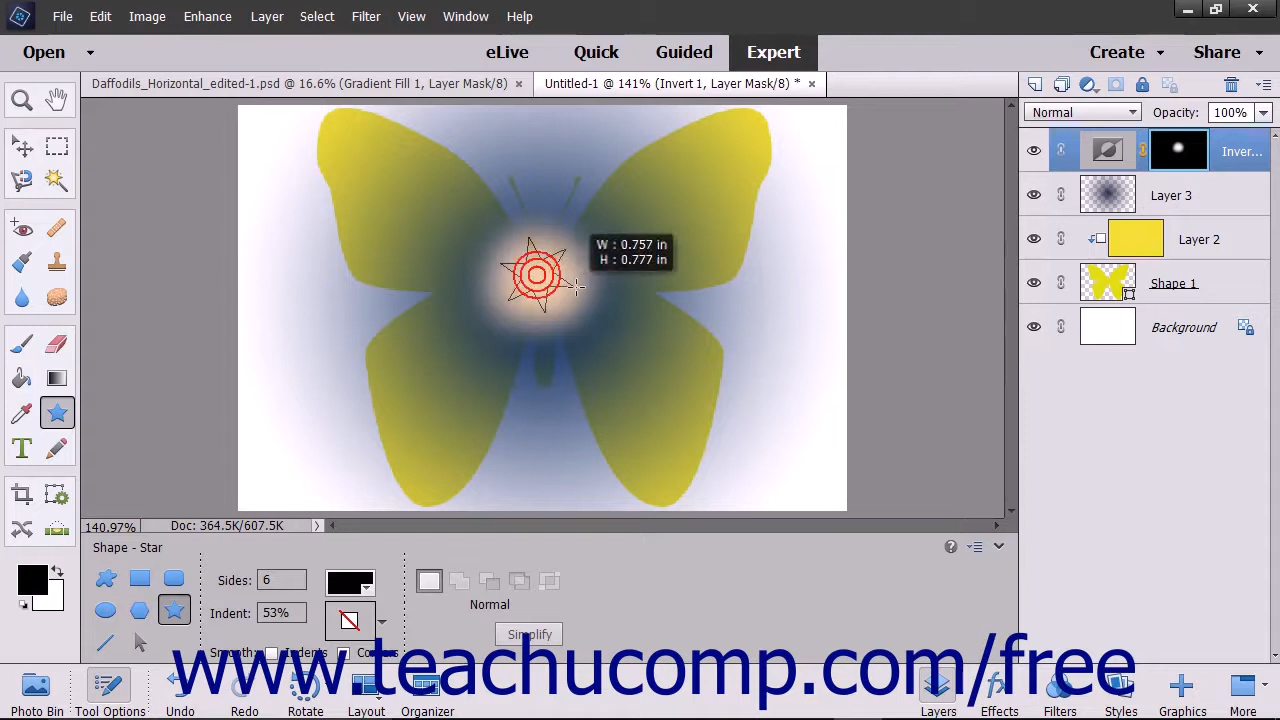 File Edit Image Enhance Layer Select Filter View Window Help
Open eLive Quick Guided Expert Create Share
Daffodils_Horizontal_edited-1.psd @ 16.6% (Gradient Fill 1, Layer Mask/8) × Untitled-1 @ 141% (Invert 1, Layer Mask/8) * ×
Normal Opacity: 100%
Inver...
Layer 3
Layer 2
Shape 1
Background
W : 0.757 in
H : 0.777 in
140.97% Doc: 364.5K/607.5K
Shape - Star
Sides: 6
Indent: 53%
Normal
Simplify
Smooth: Indents Corners
www.teachucomp.com/free
Photo Bin Tool Options Undo Redo Rotate Layout Organizer Layers Effects Filters Styles Graphics More